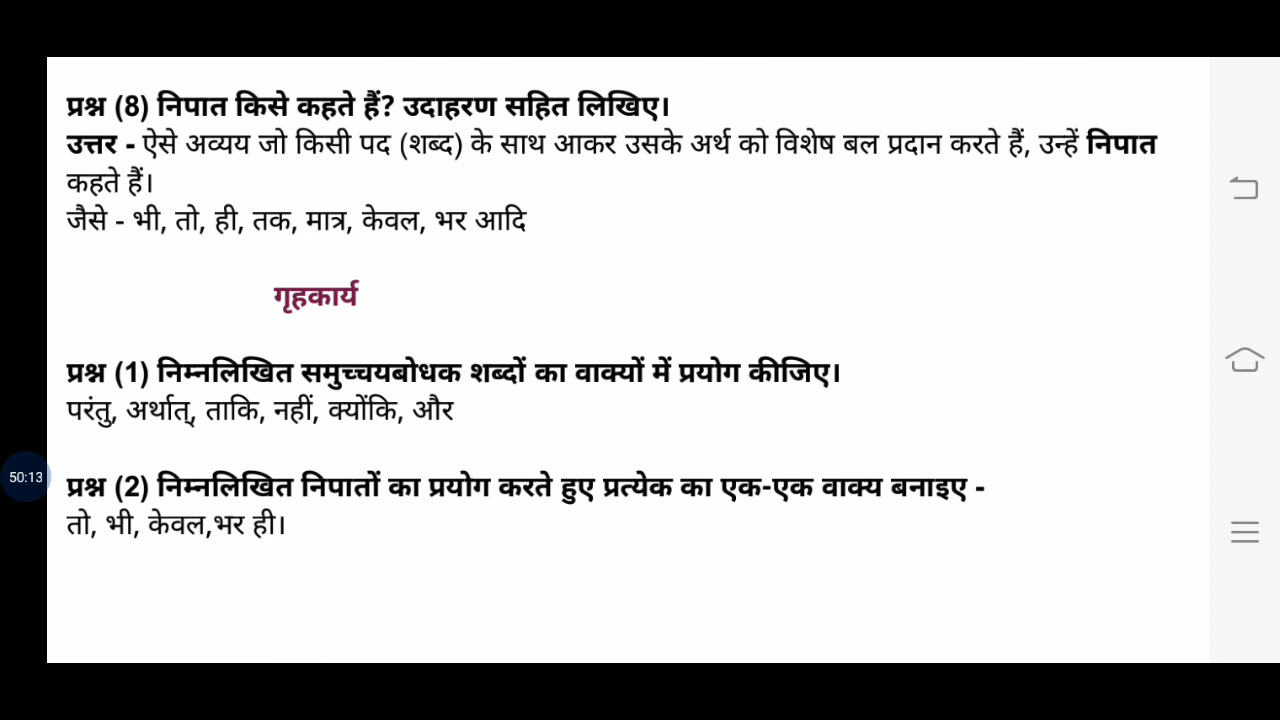 प्रश्न (8) निपात किसे कहते हैं? उदाहरण सहित लिखिए।
उत्तर - ऐसे अव्यय जो किसी पद (शब्द) के साथ आकर उसके अर्थ को विशेष बल प्रदान करते हैं, उन्हें निपात
कहते हैं।
जैसे - भी, तो, ही, तक, मात्र, केवल, भर आदि
गृहकार्य
प्रश्न (1) निम्नलिखित समुच्चयबोधक शब्दों का वाक्यों में प्रयोग कीजिए।
परंतु, अर्थात्, ताकि, नहीं, क्योंकि, और
50:13
प्रश्न (2) निम्नलिखित निपातों का प्रयोग करते हुए प्रत्येक का एक-एक वाक्य बनाइए -
तो, भी, केवल,भर ही।